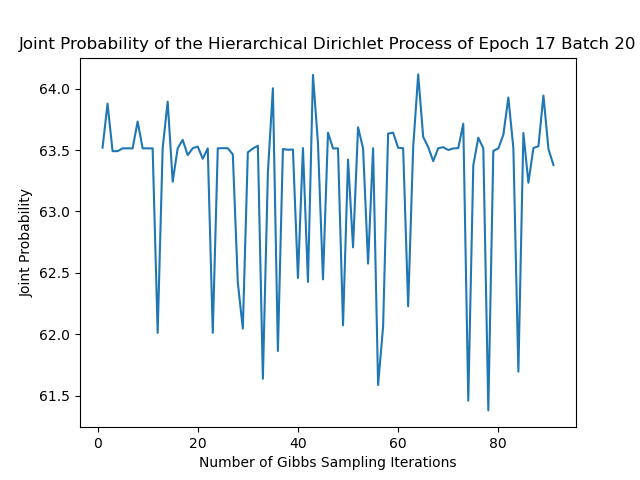 Joint Probability of the Hierarchical Dirichlet Process of Epoch 17 Batch 20
64.0
63.5
63.0
62.5
62.0
61.5
Joint Probability
0 20 40 60 80
Number of Gibbs Sampling Iterations